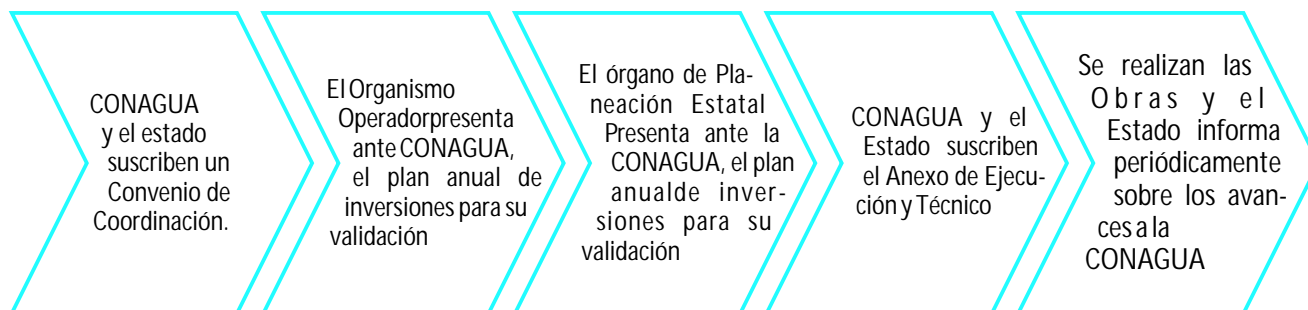 CONAGUA
y el estado
suscriben un
Convenio de
Coordinación.
El Organismo
Operadorpresenta
ante CONAGUA,
el plan anual de
inversiones para su
validación
El órgano de Pla-
neación Estatal
Presenta ante la
CONAGUA, el plan
anualde inver-
siones para su
validación
CONAGUA y el
Estado suscriben
el Anexo de Ejecu-
ción y Técnico
Se realizan las
Obras y el
Estado informa
periódicamente
sobre los avan-
ces a la
CONAGUA